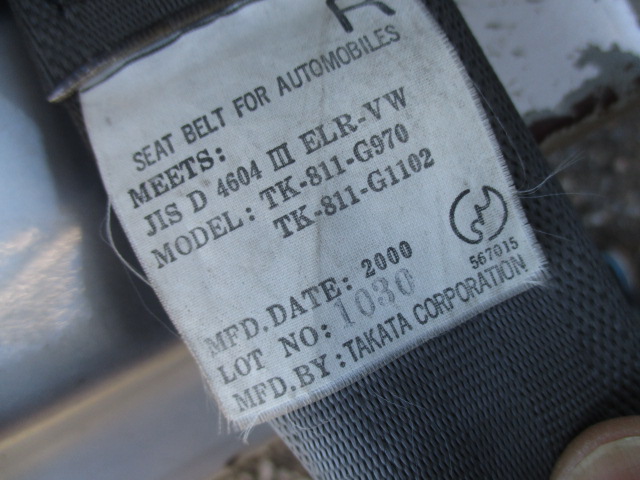 R
SEAT BELT FOR AUTOMOBILES
MEETS:
JIS D 4604 III ELR-VW
MODEL: TK-811-G970
TK-811-G1102
567015
MFD.DATE: 2000
LOT NO: 1030
MFD.BY: TAKATA CORPORATION